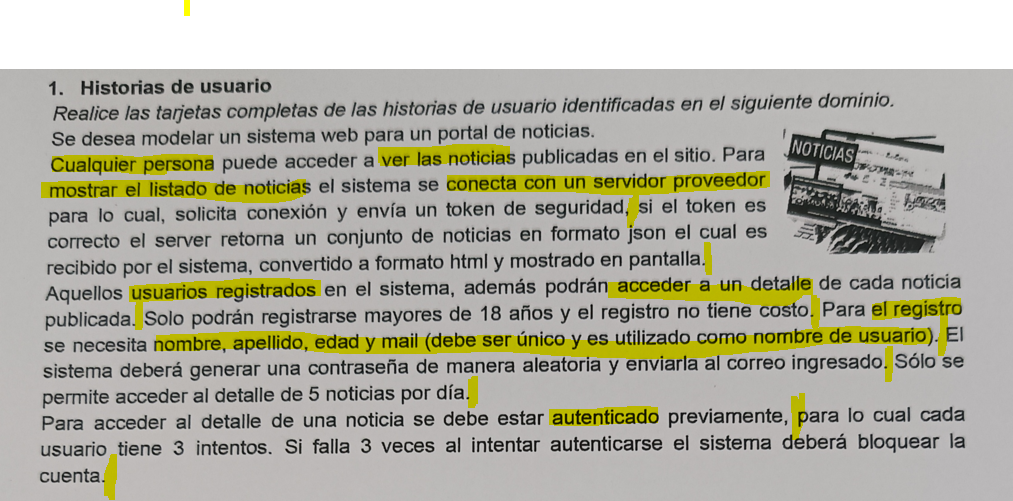 1. Historias de usuario
Realice las tarjetas completas de las historias de usuario identificadas en el siguiente dominio.
Se desea modelar un sistema web para un portal de noticias.
Cualquier persona puede acceder a ver las noticias publicadas en el sitio. Para
mostrar el listado de noticias el sistema se conecta con un servidor proveedor
para lo cual, solicita conexión y envía un token de seguridad, si el token es
correcto el server retorna un conjunto de noticias en formato json el cual es
recibido por el sistema, convertido a formato html y mostrado en pantalla.
NOTICIAS
Aquellos usuarios registrados en el sistema, además podrán acceder a un detalle de cada noticia
publicada. Solo podrán registrarse mayores de 18 años y el registro no tiene costo. Para el registro
se necesita nombre, apellido, edad y mail (debe ser único y es utilizado como nombre de usuario). El
sistema deberá generar una contraseña de manera aleatoria y enviarla al correo ingresado. Sólo se
permite acceder al detalle de 5 noticias por día.
Para acceder al detalle de una noticia se debe estar autenticado previamente, para lo cual cada
usuario tiene 3 intentos. Si falla 3 veces al intentar autenticarse el sistema deberá bloquear la
cuenta.